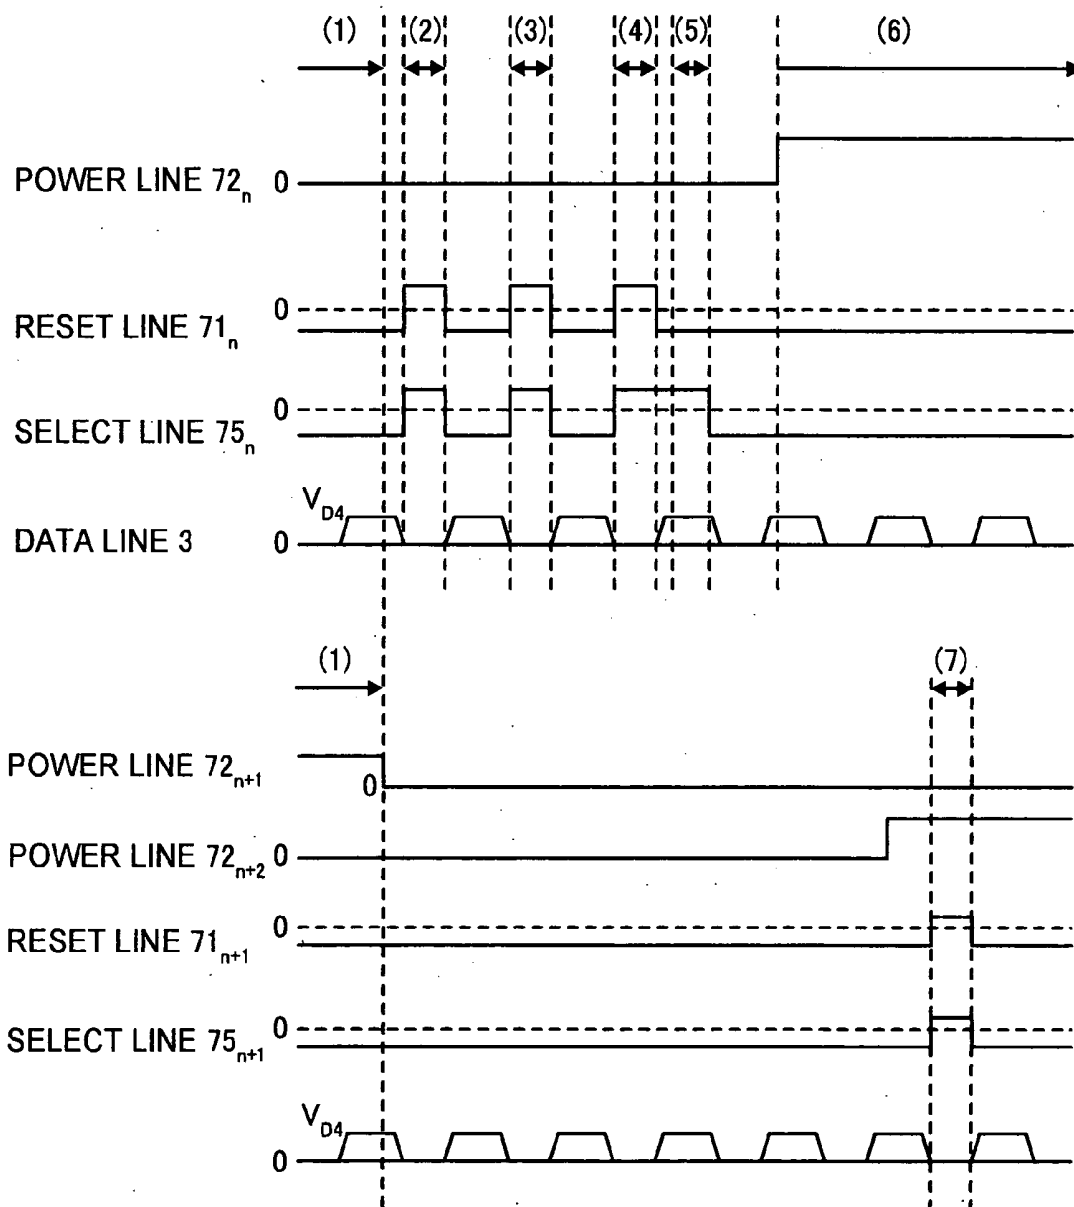 (1) (2) (3) (4) (5) (6)
POWER LINE 72n 0
RESET LINE 71n 0
SELECT LINE 75n 0
VD4
DATA LINE 3 0
(1) (7)
POWER LINE 72n+1 0
POWER LINE 72n+2 0
RESET LINE 71n+1 0
SELECT LINE 75n+1 0
VD4
0